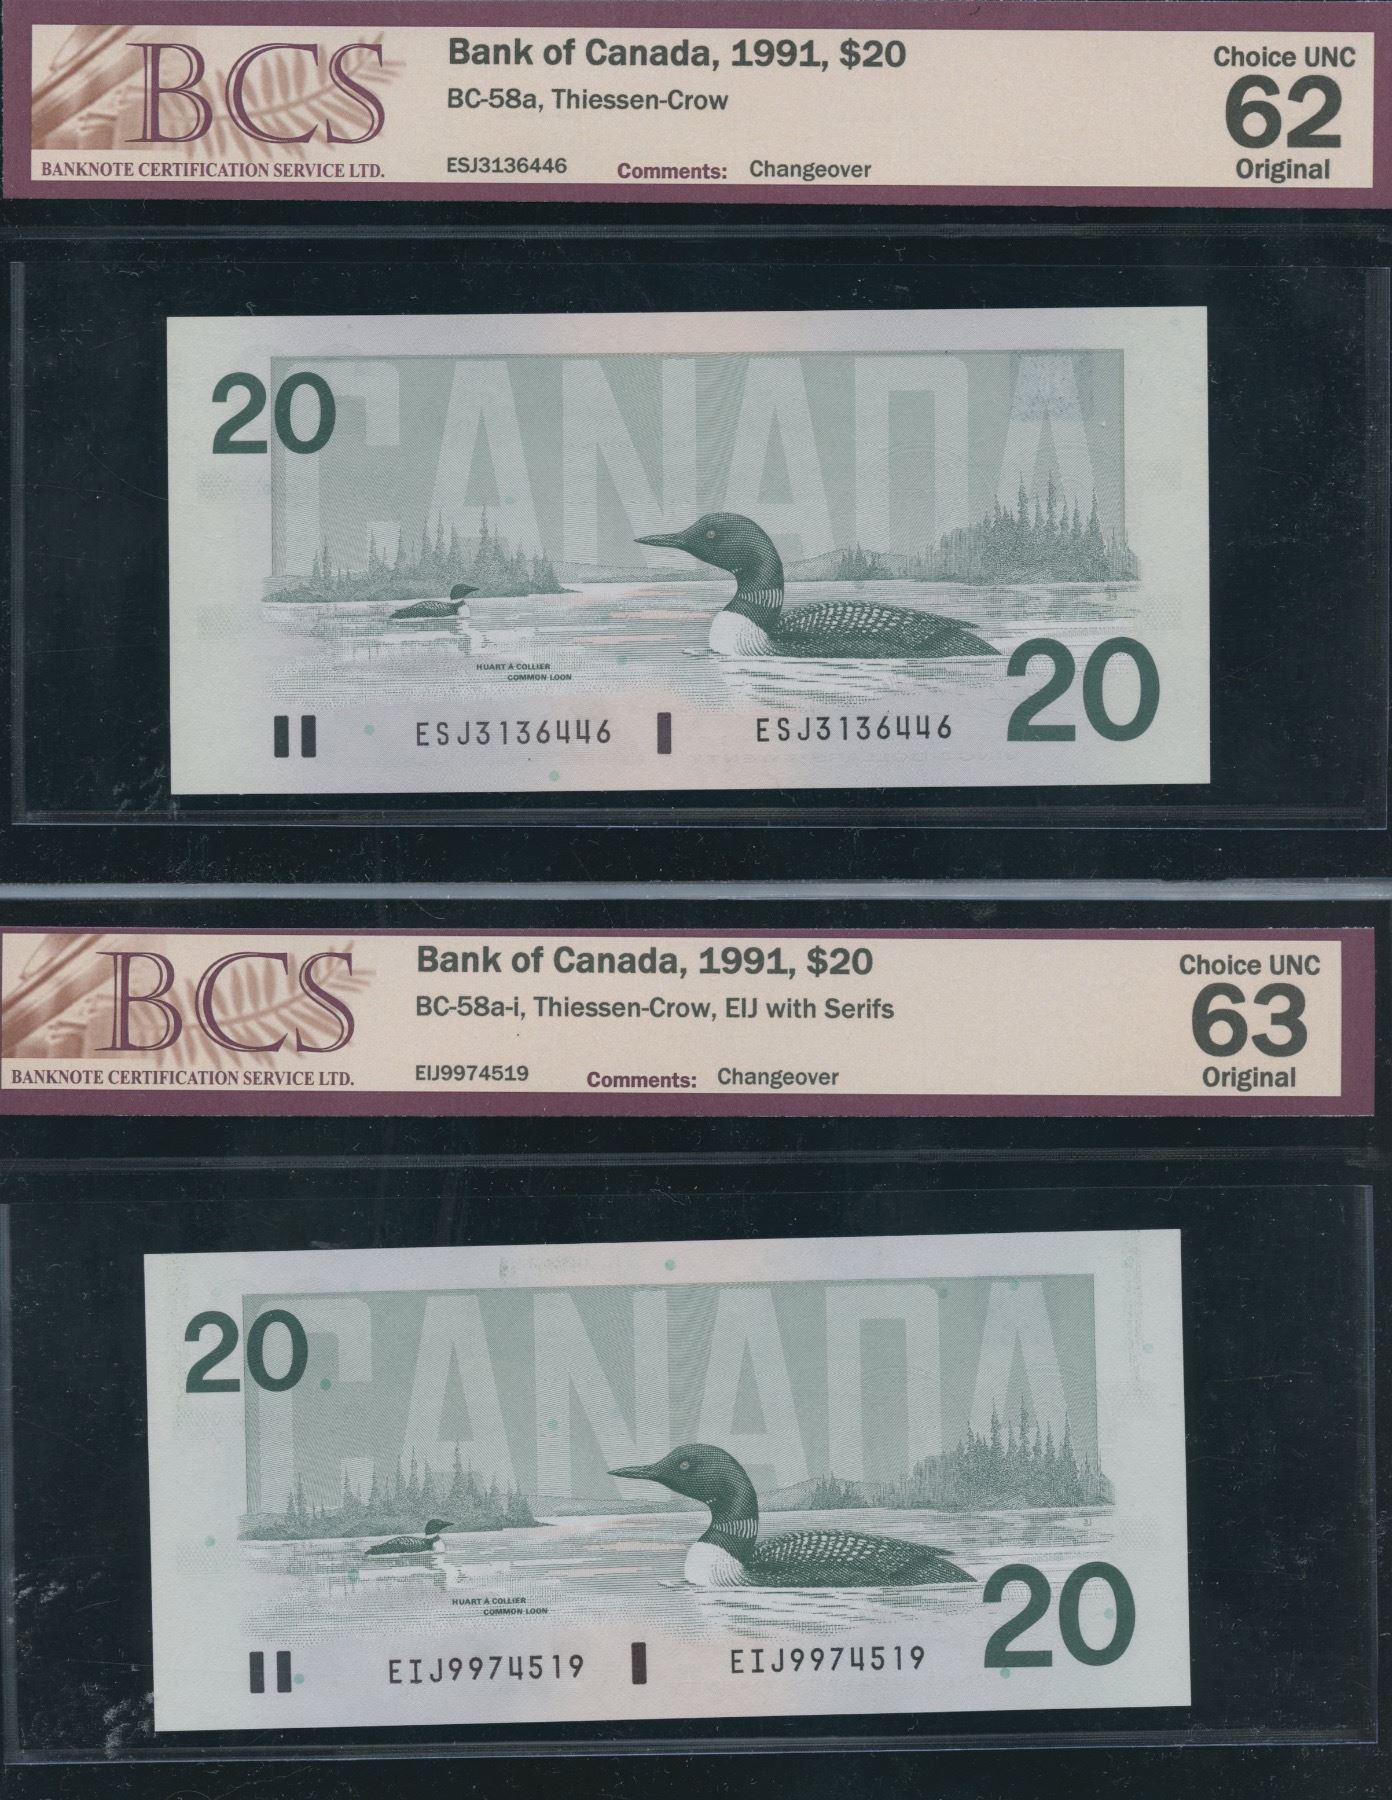 BCS
BANKNOTE CERTIFICATION SERVICE LTD.
Bank of Canada, 1991, $20
BC-58a, Thiessen-Crow
ESJ3136446 Comments: Changeover
Choice UNC
62
Original
20
CANADA
HUART À COLLIER
COMMON LOON
ESJ3136446
ESJ3136446
20
BCS
BANKNOTE CERTIFICATION SERVICE LTD.
Bank of Canada, 1991, $20
BC-58a-i, Thiessen-Crow, EIJ with Serifs
EIJ9974519 Comments: Changeover
Choice UNC
63
Original
20
CANADA
HUART À COLLIER
COMMON LOON
EIJ9974519
EIJ9974519
20